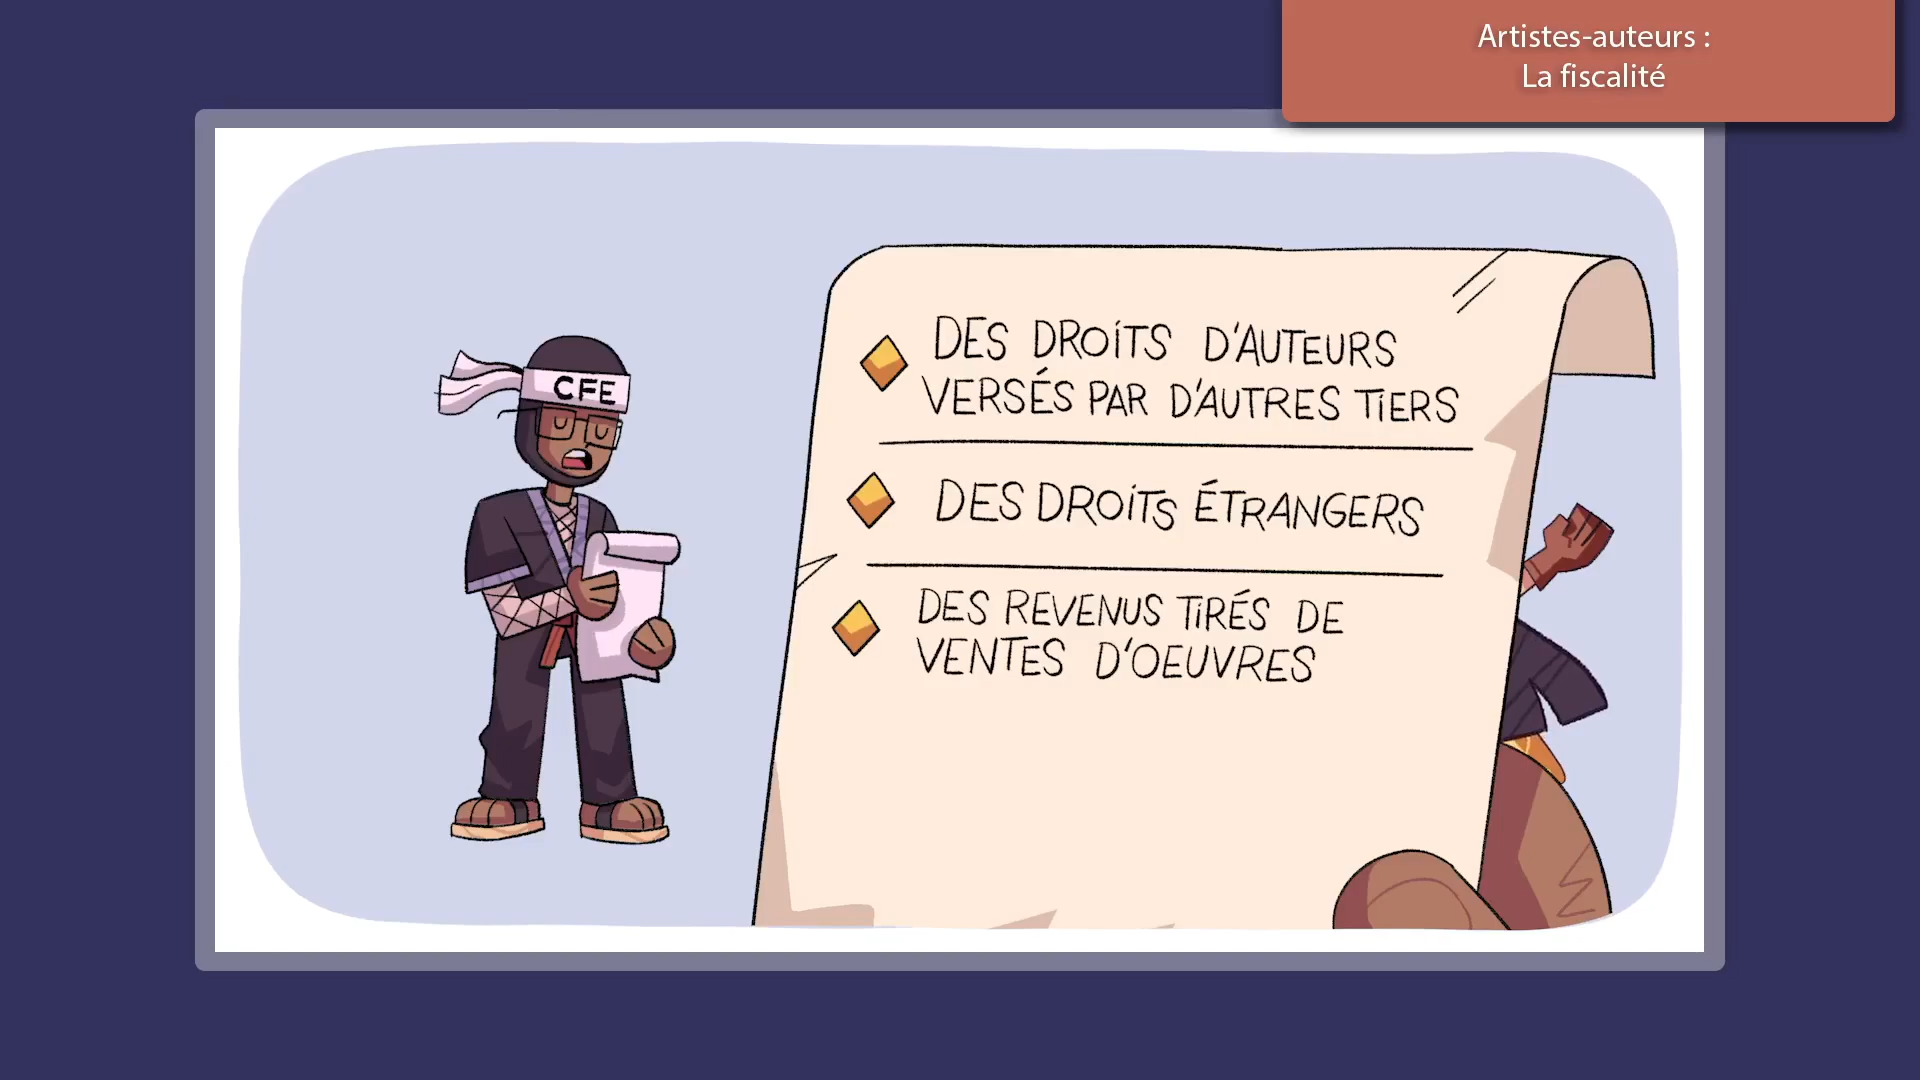 Artistes-auteurs :
La fiscalité
CFE
DES DROITS D'AUTEURS
VERSÉS PAR D'AUTRES TIERS
DES DROITS ÉTRANGERS
DES REVENUS TIRÉS DE
VENTES D'OEUVRES